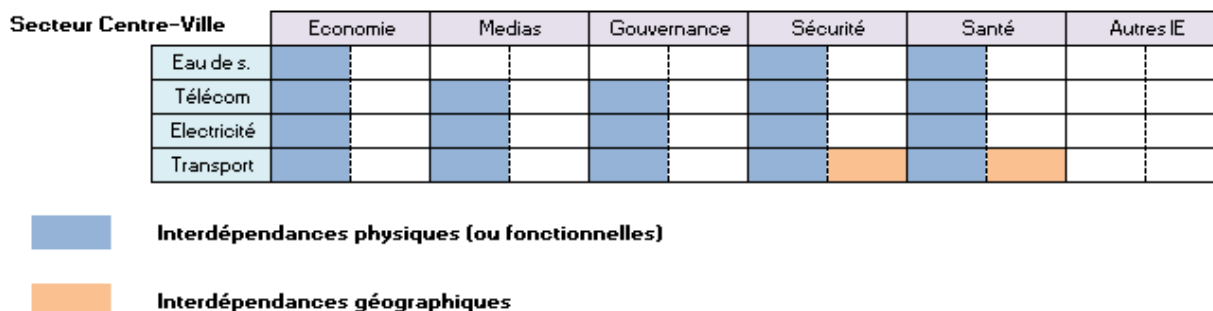 Secteur Centre-Ville
Economie Medias Gouvernance Sécurité Santé Autres IE
Eau de s.
Télécom
Electricité
Transport
Interdépendances physiques (ou fonctionnelles)
Interdépendances géographiques